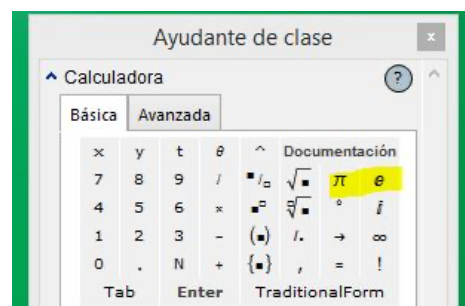 Ayudante de clase x
Calculadora ?
Básica Avanzada
x y t θ ^ Documentación
7 8 9 / ▪/□ √▪ π e
4 5 6 × ▪^□ ∜▪ ° i
1 2 3 - (▪) /. → ∞
0 . N + {▪} , = !
Tab Enter TraditionalForm